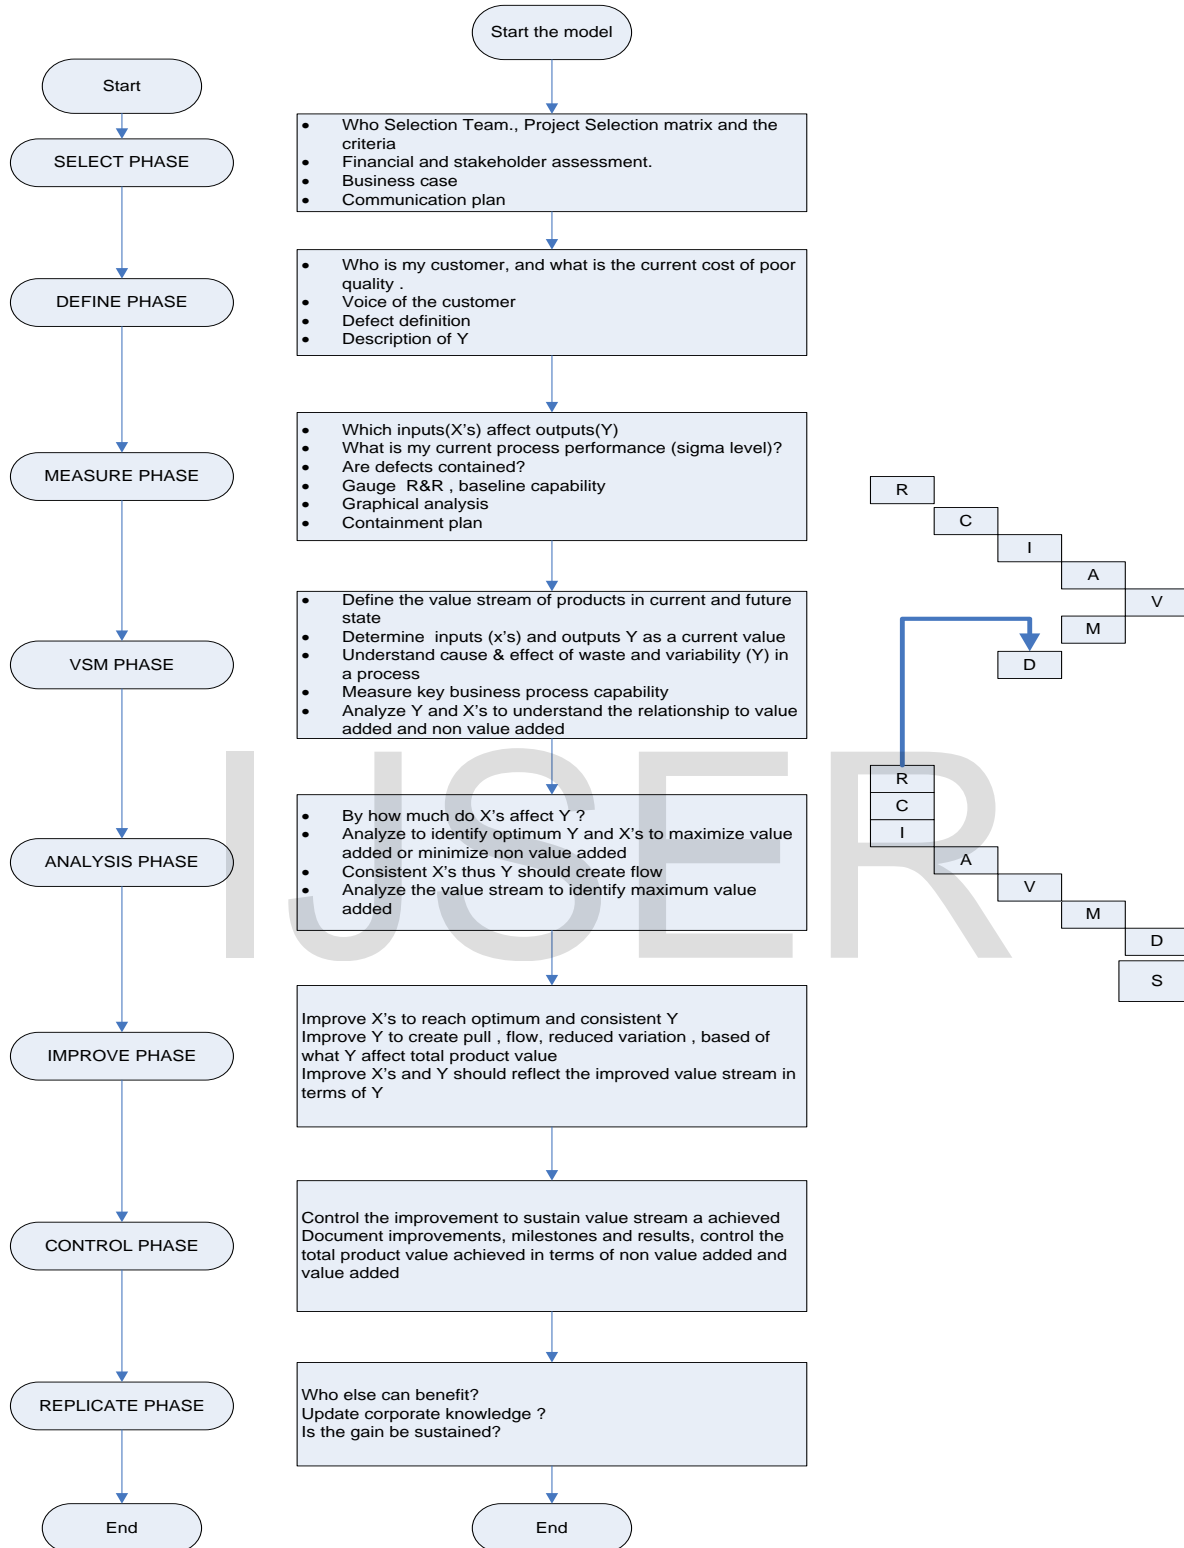 Start
SELECT PHASE
DEFINE PHASE
MEASURE PHASE
VSM PHASE
ANALYSIS PHASE
IMPROVE PHASE
CONTROL PHASE
REPLICATE PHASE
End
Start the model
• Who Selection Team., Project Selection matrix and the
criteria
• Financial and stakeholder assessment.
• Business case
• Communication plan
• Who is my customer, and what is the current cost of poor
quality .
• Voice of the customer
• Defect definition
• Description of Y
• Which inputs(X's) affect outputs(Y)
• What is my current process performance (sigma level)?
• Are defects contained?
• Gauge R&R , baseline capability
• Graphical analysis
• Containment plan
• Define the value stream of products in current and future
state
• Determine inputs (x's) and outputs Y as a current value
• Understand cause & effect of waste and variability (Y) in
a process
• Measure key business process capability
• Analyze Y and X's to understand the relationship to value
added and non value added
• By how much do X's affect Y ?
• Analyze to identify optimum Y and X's to maximize value
added or minimize non value added
• Consistent X's thus Y should create flow
• Analyze the value stream to identify maximum value
added
Improve X's to reach optimum and consistent Y
Improve Y to create pull , flow, reduced variation , based of
what Y affect total product value
Improve X's and Y should reflect the improved value stream in
terms of Y
Control the improvement to sustain value stream a achieved
Document improvements, milestones and results, control the
total product value achieved in terms of non value added and
value added
Who else can benefit?
Update corporate knowledge ?
Is the gain be sustained?
End
R
C
I
A
V
M
D
R
C
I
A
V
M
D
S
IJSER